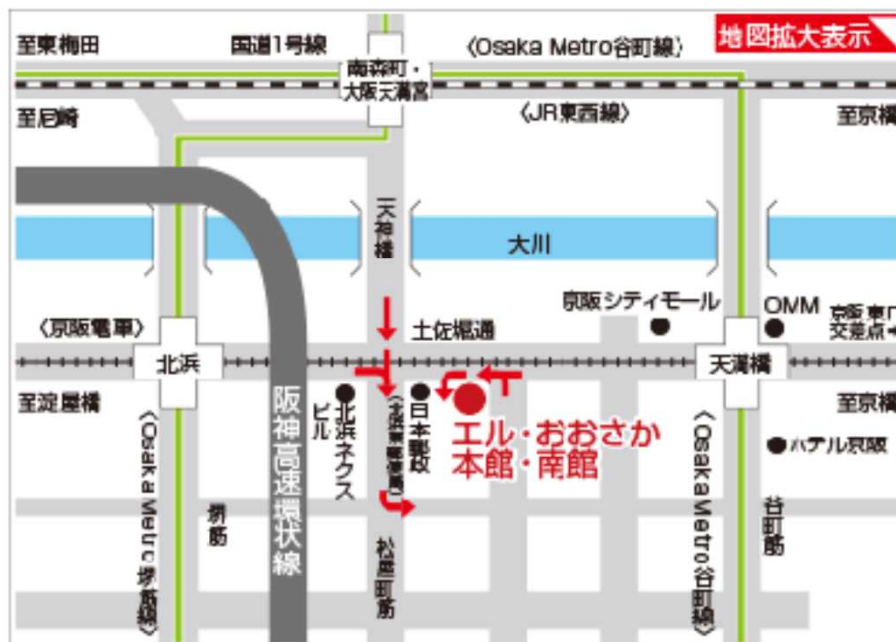 地図拡大表示
至東梅田
国道1号線
〈Osaka Metro谷町線〉
南森町・
大阪天満宮
至尼崎
〈JR東西線〉
至京橋
天神橋
大川
京阪シティモール
OMM
〈京阪電車〉
土佐堀通
京阪東口
交差点
北浜
天満橋
至淀屋橋
至京橋
阪神高速環状線
北浜ネクス
ビル
日本郵政
エル・おおさか
本館・南館
ホテル京阪
〈Osaka Metro堺筋線〉
堺筋
松屋町筋
〈Osaka Metro谷町線〉
谷町筋